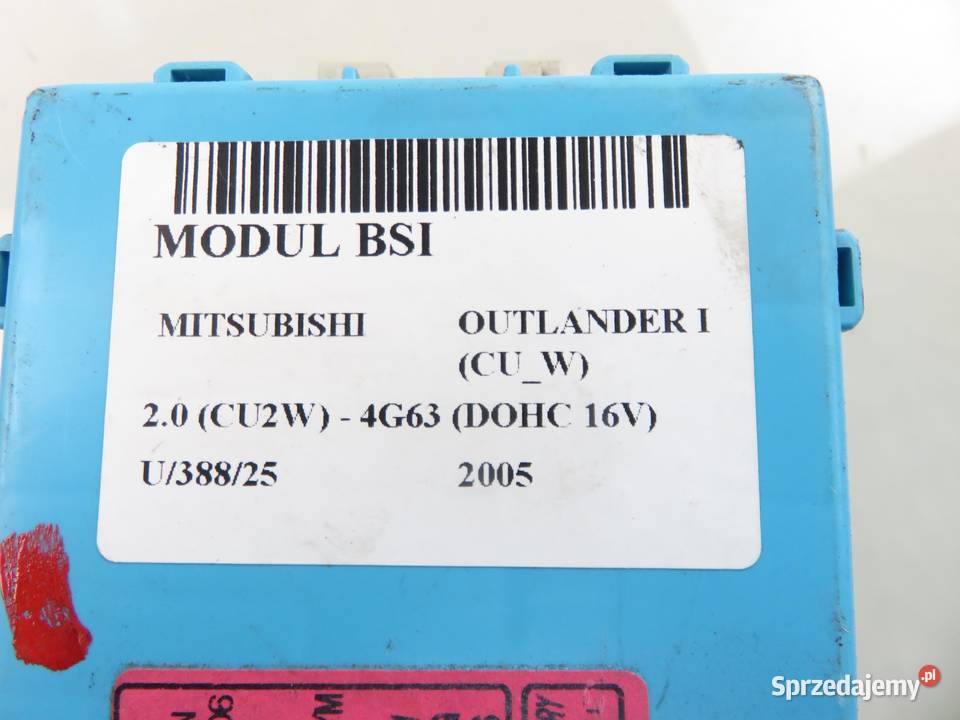 MODUL BSI
MITSUBISHI OUTLANDER I
(CU_W)
2.0 (CU2W) - 4G63 (DOHC 16V)
U/388/25 2005
Sprzedajemy.pl